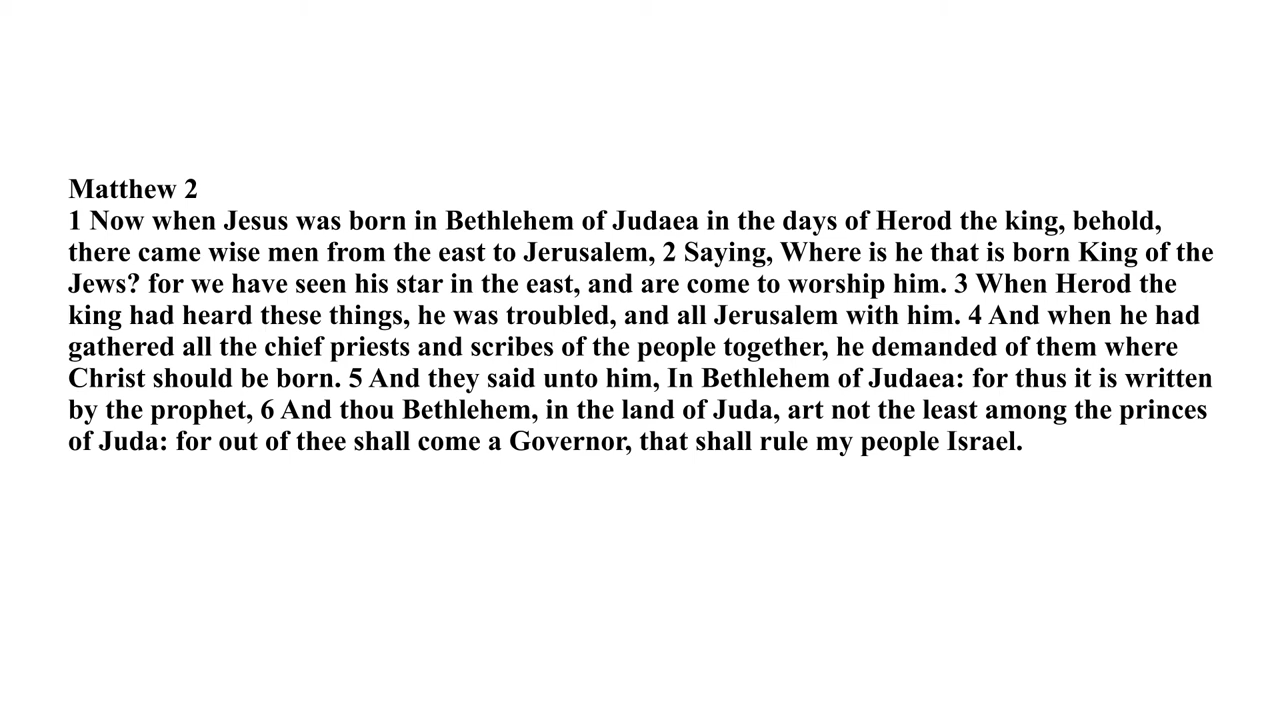 Matthew 2
1 Now when Jesus was born in Bethlehem of Judaea in the days of Herod the king, behold,
there came wise men from the east to Jerusalem, 2 Saying, Where is he that is born King of the
Jews? for we have seen his star in the east, and are come to worship him. 3 When Herod the
king had heard these things, he was troubled, and all Jerusalem with him. 4 And when he had
gathered all the chief priests and scribes of the people together, he demanded of them where
Christ should be born. 5 And they said unto him, In Bethlehem of Judaea: for thus it is written
by the prophet, 6 And thou Bethlehem, in the land of Juda, art not the least among the princes
of Juda: for out of thee shall come a Governor, that shall rule my people Israel.